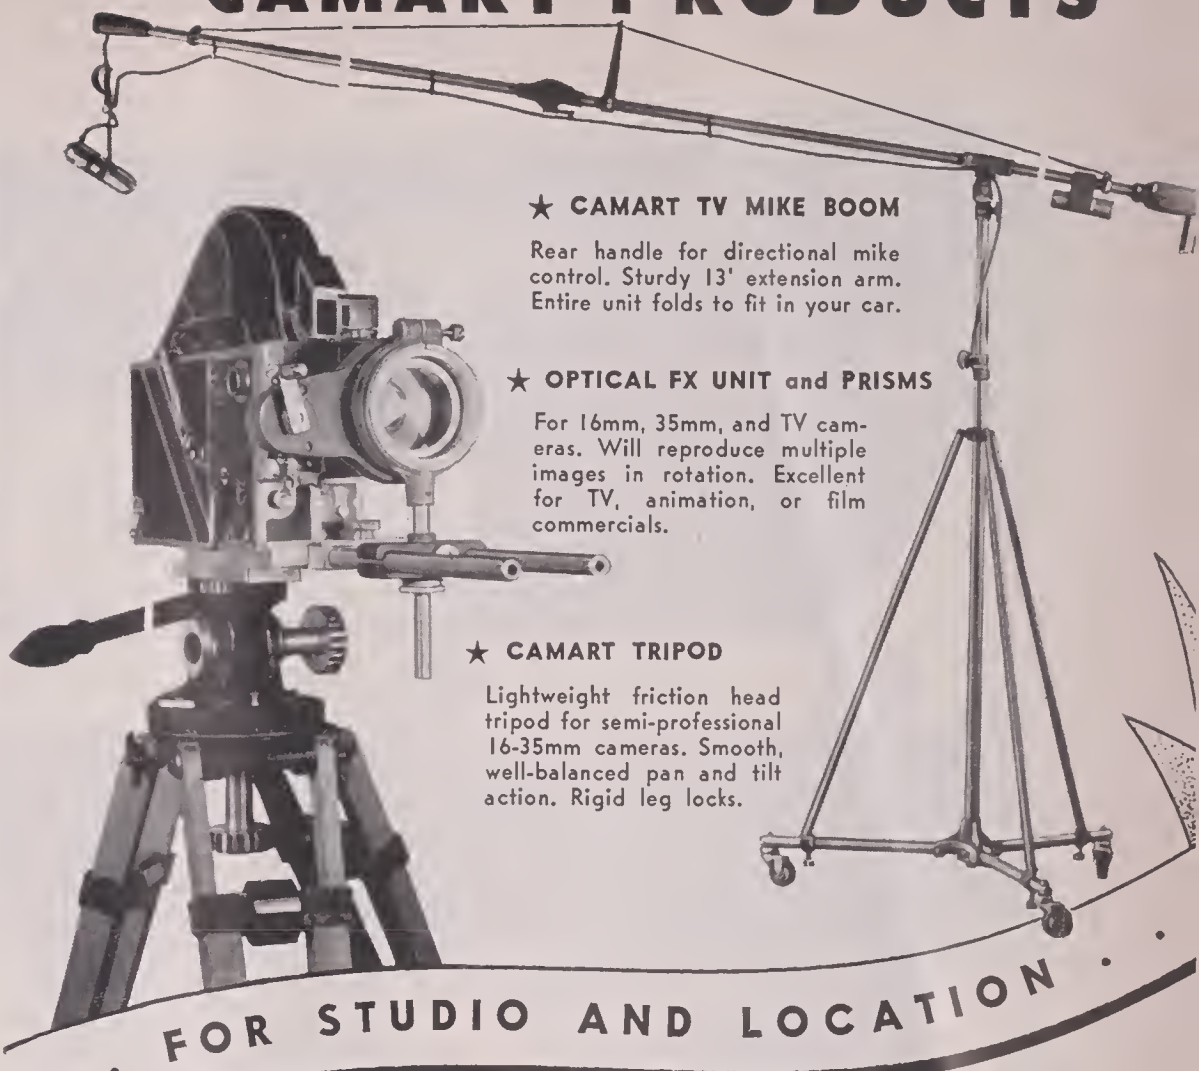 CAMART PRODUCTS
★ CAMART TV MIKE BOOM
Rear handle for directional mike
control. Sturdy 13' extension arm.
Entire unit folds to fit in your car.
★ OPTICAL FX UNIT and PRISMS
For 16mm, 35mm, and TV cam-
eras. Will reproduce multiple
images in rotation. Excellent
for TV, animation, or film
commercials.
★ CAMART TRIPOD
Lightweight friction head
tripod for semi-professional
16-35mm cameras. Smooth,
well-balanced pan and tilt
action. Rigid leg locks.
FOR STUDIO AND LOCATION